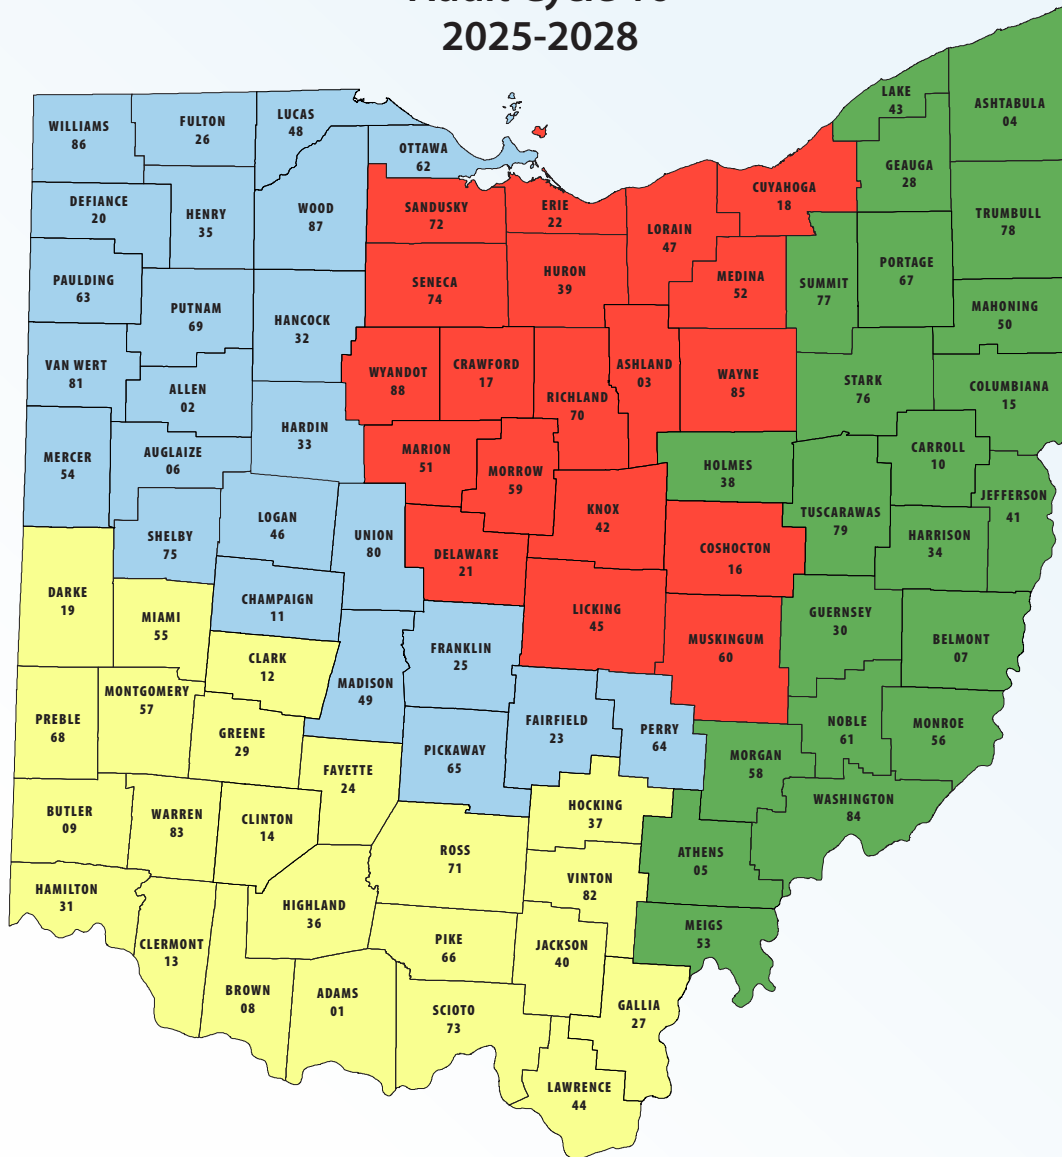 2025-2028
LAKE
43
ASHTABULA
04
WILLIAMS
86
FULTON
26
LUCAS
48
OTTAWA
62
GEAUGA
28
CUYAHOGA
18
DEFIANCE
20
HENRY
35
WOOD
87
SANDUSKY
72
ERIE
22
LORAIN
47
TRUMBULL
78
PAULDING
63
PUTNAM
69
HANCOCK
32
SENECA
74
HURON
39
MEDINA
52
SUMMIT
77
PORTAGE
67
MAHONING
50
VAN WERT
81
ALLEN
02
WYANDOT
88
CRAWFORD
17
RICHLAND
70
ASHLAND
03
WAYNE
85
STARK
76
COLUMBIANA
15
MERCER
54
AUGLAIZE
06
HARDIN
33
MARION
51
MORROW
59
HOLMES
38
CARROLL
10
JEFFERSON
41
SHELBY
75
LOGAN
46
UNION
80
DELAWARE
21
KNOX
42
COSHOCTON
16
TUSCARAWAS
79
HARRISON
34
DARKE
19
MIAMI
55
CHAMPAIGN
11
CLARK
12
MADISON
49
FRANKLIN
25
LICKING
45
MUSKINGUM
60
GUERNSEY
30
BELMONT
07
PREBLE
68
MONTGOMERY
57
GREENE
29
FAYETTE
24
PICKAWAY
65
FAIRFIELD
23
PERRY
64
MORGAN
58
NOBLE
61
MONROE
56
BUTLER
09
WARREN
83
CLINTON
14
ROSS
71
HOCKING
37
ATHENS
05
WASHINGTON
84
HAMILTON
31
CLERMONT
13
HIGHLAND
36
PIKE
66
VINTON
82
JACKSON
40
MEIGS
53
BROWN
08
ADAMS
01
SCIOTO
73
GALLIA
27
LAWRENCE
44